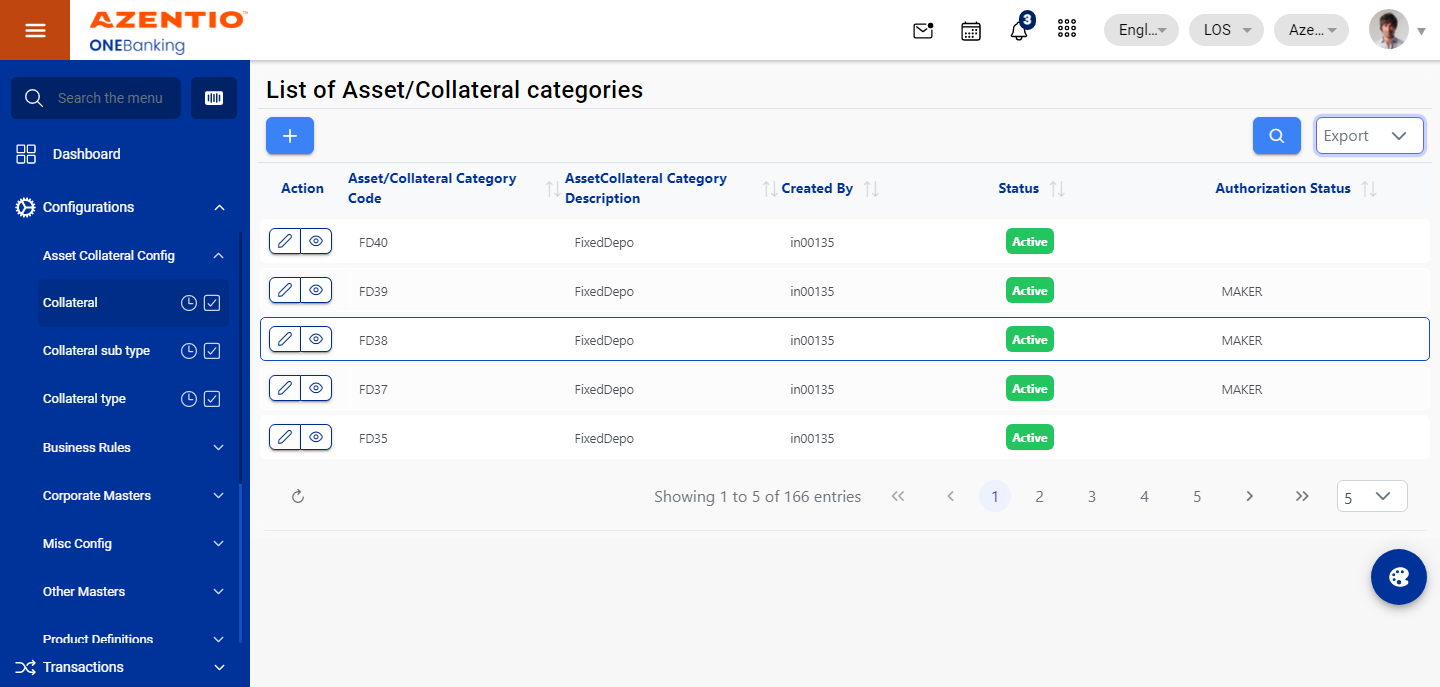 AZENTIO™
ONEBanking
3
Engl...
LOS
Aze...
Search the menu
Dashboard
Configurations
Asset Collateral Config
Collateral
Collateral sub type
Collateral type
Business Rules
Corporate Masters
Misc Config
Other Masters
Product Definitions
Transactions
List of Asset/Collateral categories
Export
Action
Asset/Collateral Category
Code
AssetCollateral Category
Description
Created By
Status
Authorization Status
FD40 FixedDepo in00135 Active
FD39 FixedDepo in00135 Active MAKER
FD38 FixedDepo in00135 Active MAKER
FD37 FixedDepo in00135 Active MAKER
FD35 FixedDepo in00135 Active
Showing 1 to 5 of 166 entries << < 1 2 3 4 5 > >> 5